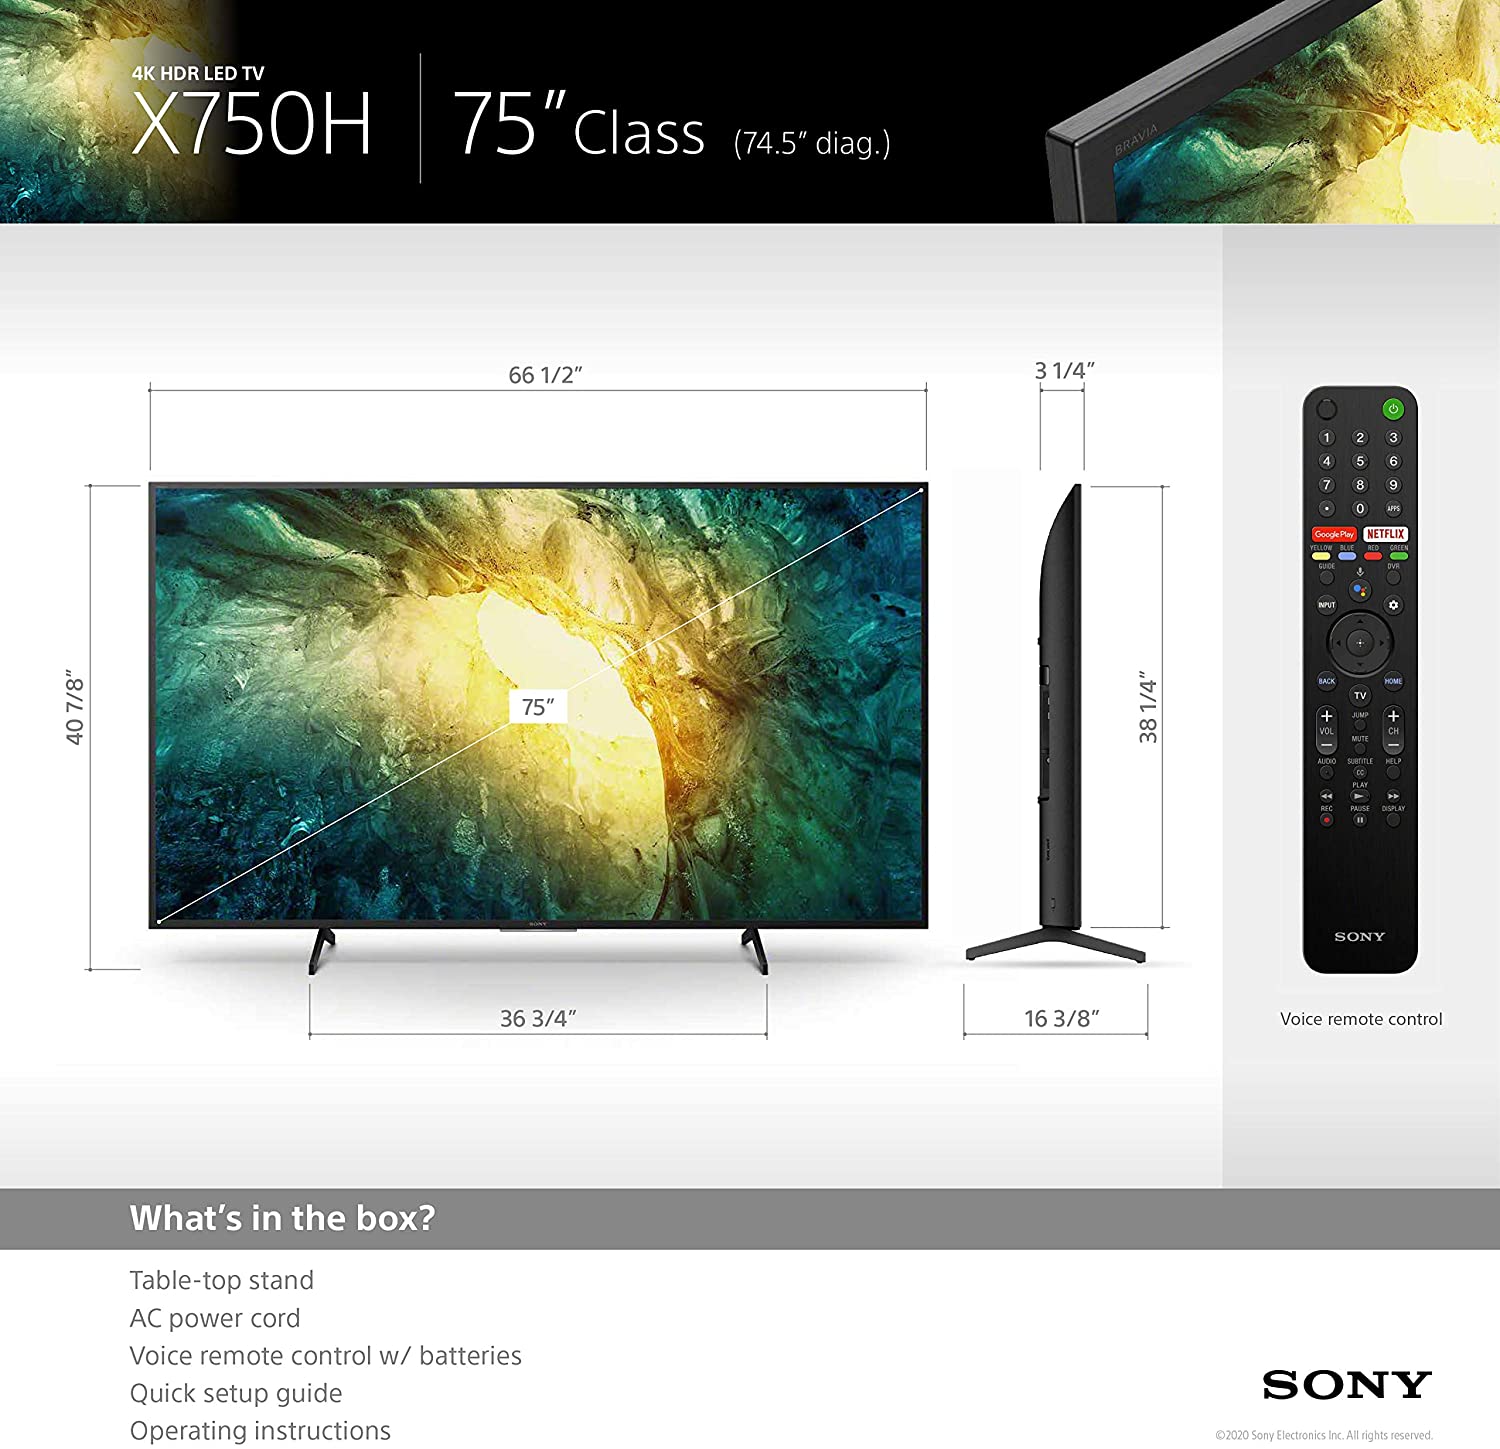 4K HDR LED TV
X750H
75” Class (74.5” diag.)
BRAVIA
66 1/2”
3 1/4”
40 7/8”
75”
38 1/4”
SONY
36 3/4”
16 3/8”
1 2 3
4 5 6
7 8 9
• 0 APPS
Google Play NETFLIX
YELLOW BLUE RED GREEN
GUIDE DVR
INPUT
BACK HOME
TV
+ JUMP +
VOL CH
– MUTE –
AUDIO SUBTITLE HELP
CC
PLAY
REC PAUSE DISPLAY
SONY
Voice remote control
What’s in the box?
Table-top stand
AC power cord
Voice remote control w/ batteries
Quick setup guide
Operating instructions
SONY
©2020 Sony Electronics Inc. All rights reserved.